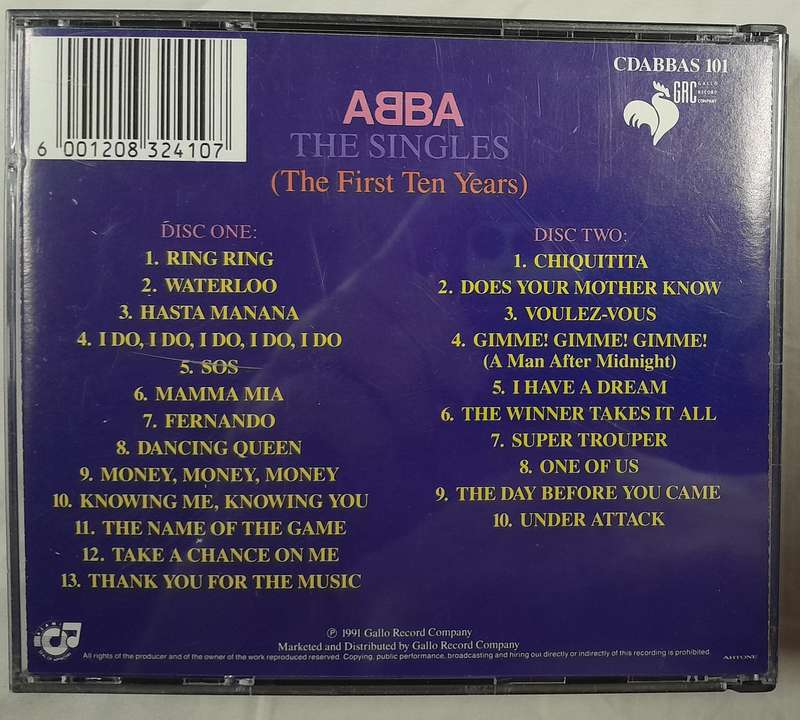 6 001208 324107
CDABBAS 101
GRC
GALLO
RECORD
COMPANY
ABBA
THE SINGLES
(The First Ten Years)
DISC ONE:
1. RING RING
2. WATERLOO
3. HASTA MANANA
4. I DO, I DO, I DO, I DO, I DO
5. SOS
6. MAMMA MIA
7. FERNANDO
8. DANCING QUEEN
9. MONEY, MONEY, MONEY
10. KNOWING ME, KNOWING YOU
11. THE NAME OF THE GAME
12. TAKE A CHANCE ON ME
13. THANK YOU FOR THE MUSIC
DISC TWO:
1. CHIQUITITA
2. DOES YOUR MOTHER KNOW
3. VOULEZ-VOUS
4. GIMME! GIMME! GIMME!
(A Man After Midnight)
5. I HAVE A DREAM
6. THE WINNER TAKES IT ALL
7. SUPER TROUPER
8. ONE OF US
9. THE DAY BEFORE YOU CAME
10. UNDER ATTACK
℗ 1991 Gallo Record Company
Marketed and Distributed by Gallo Record Company
All rights of the producer and of the owner of the work reproduced reserved. Copying, public performance, broadcasting and hiring out directly or indirectly of this recording is prohibited.
ARTONE